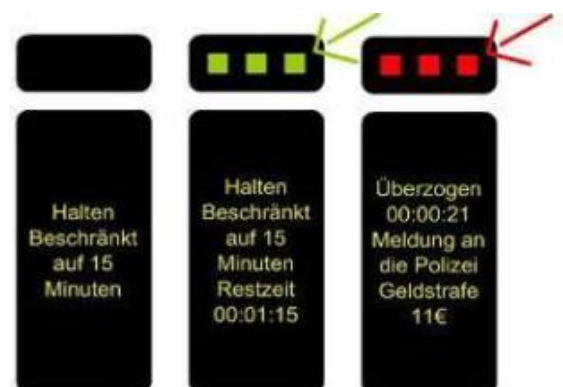 Halten
Beschränkt
auf 15
Minuten
Halten
Beschränkt
auf 15
Minuten
Restzeit
00:01:15
Überzogen
00:00:21
Meldung an
die Polizei
Geldstrafe
11€